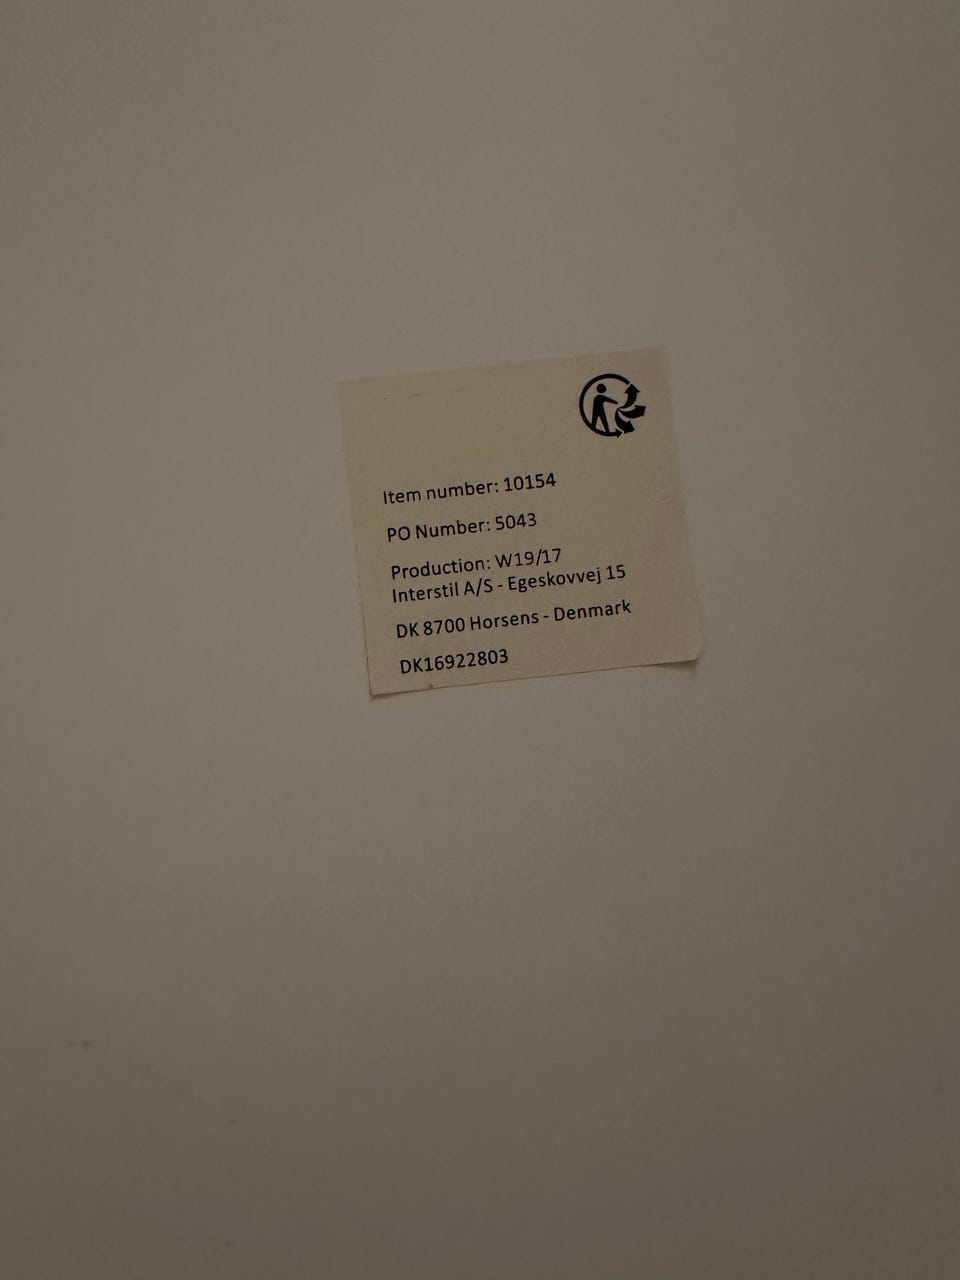 Item number: 10154
PO Number: 5043
Production: W19/17
Interstil A/S - Egeskovvej 15
DK 8700 Horsens - Denmark
DK16922803